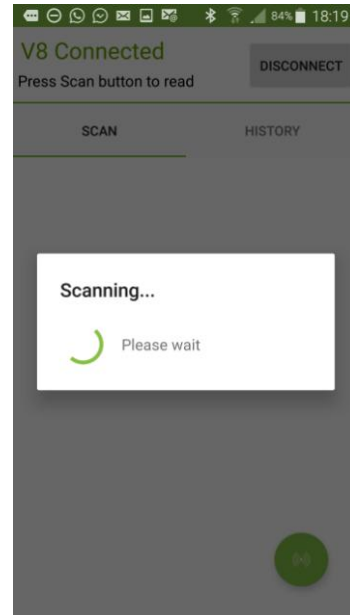 84% 18:19
V8 Connected
DISCONNECT
Press Scan button to read
SCAN HISTORY
Scanning...
Please wait